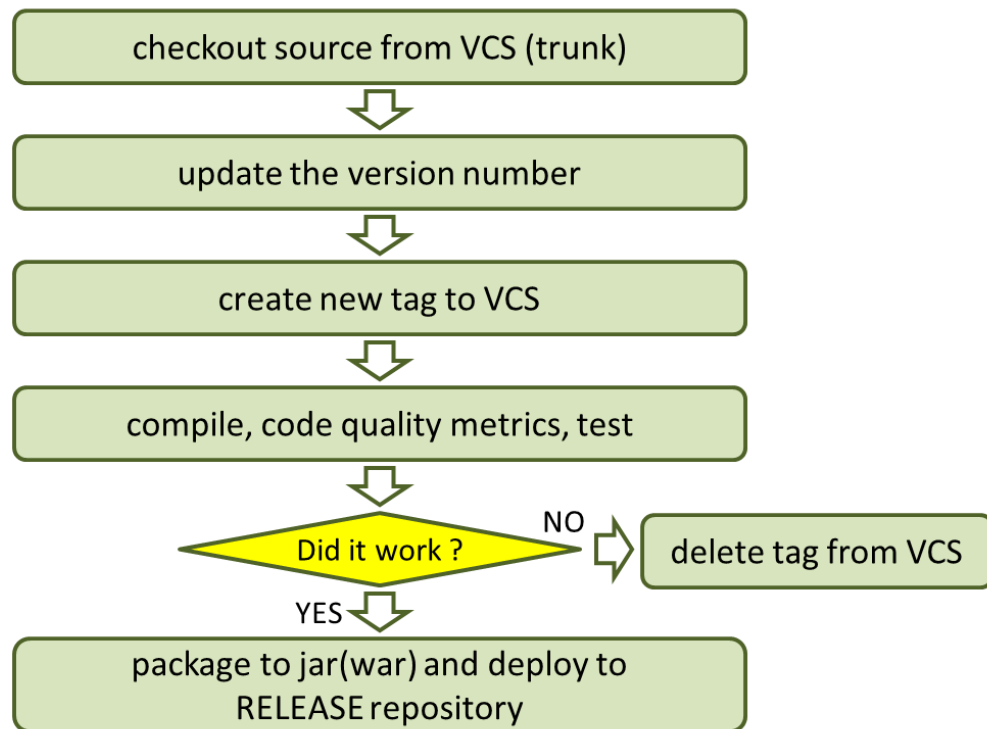 checkout source from VCS (trunk)
update the version number
create new tag to VCS
compile, code quality metrics, test
Did it work ?
NO
delete tag from VCS
YES
package to jar(war) and deploy to
RELEASE repository